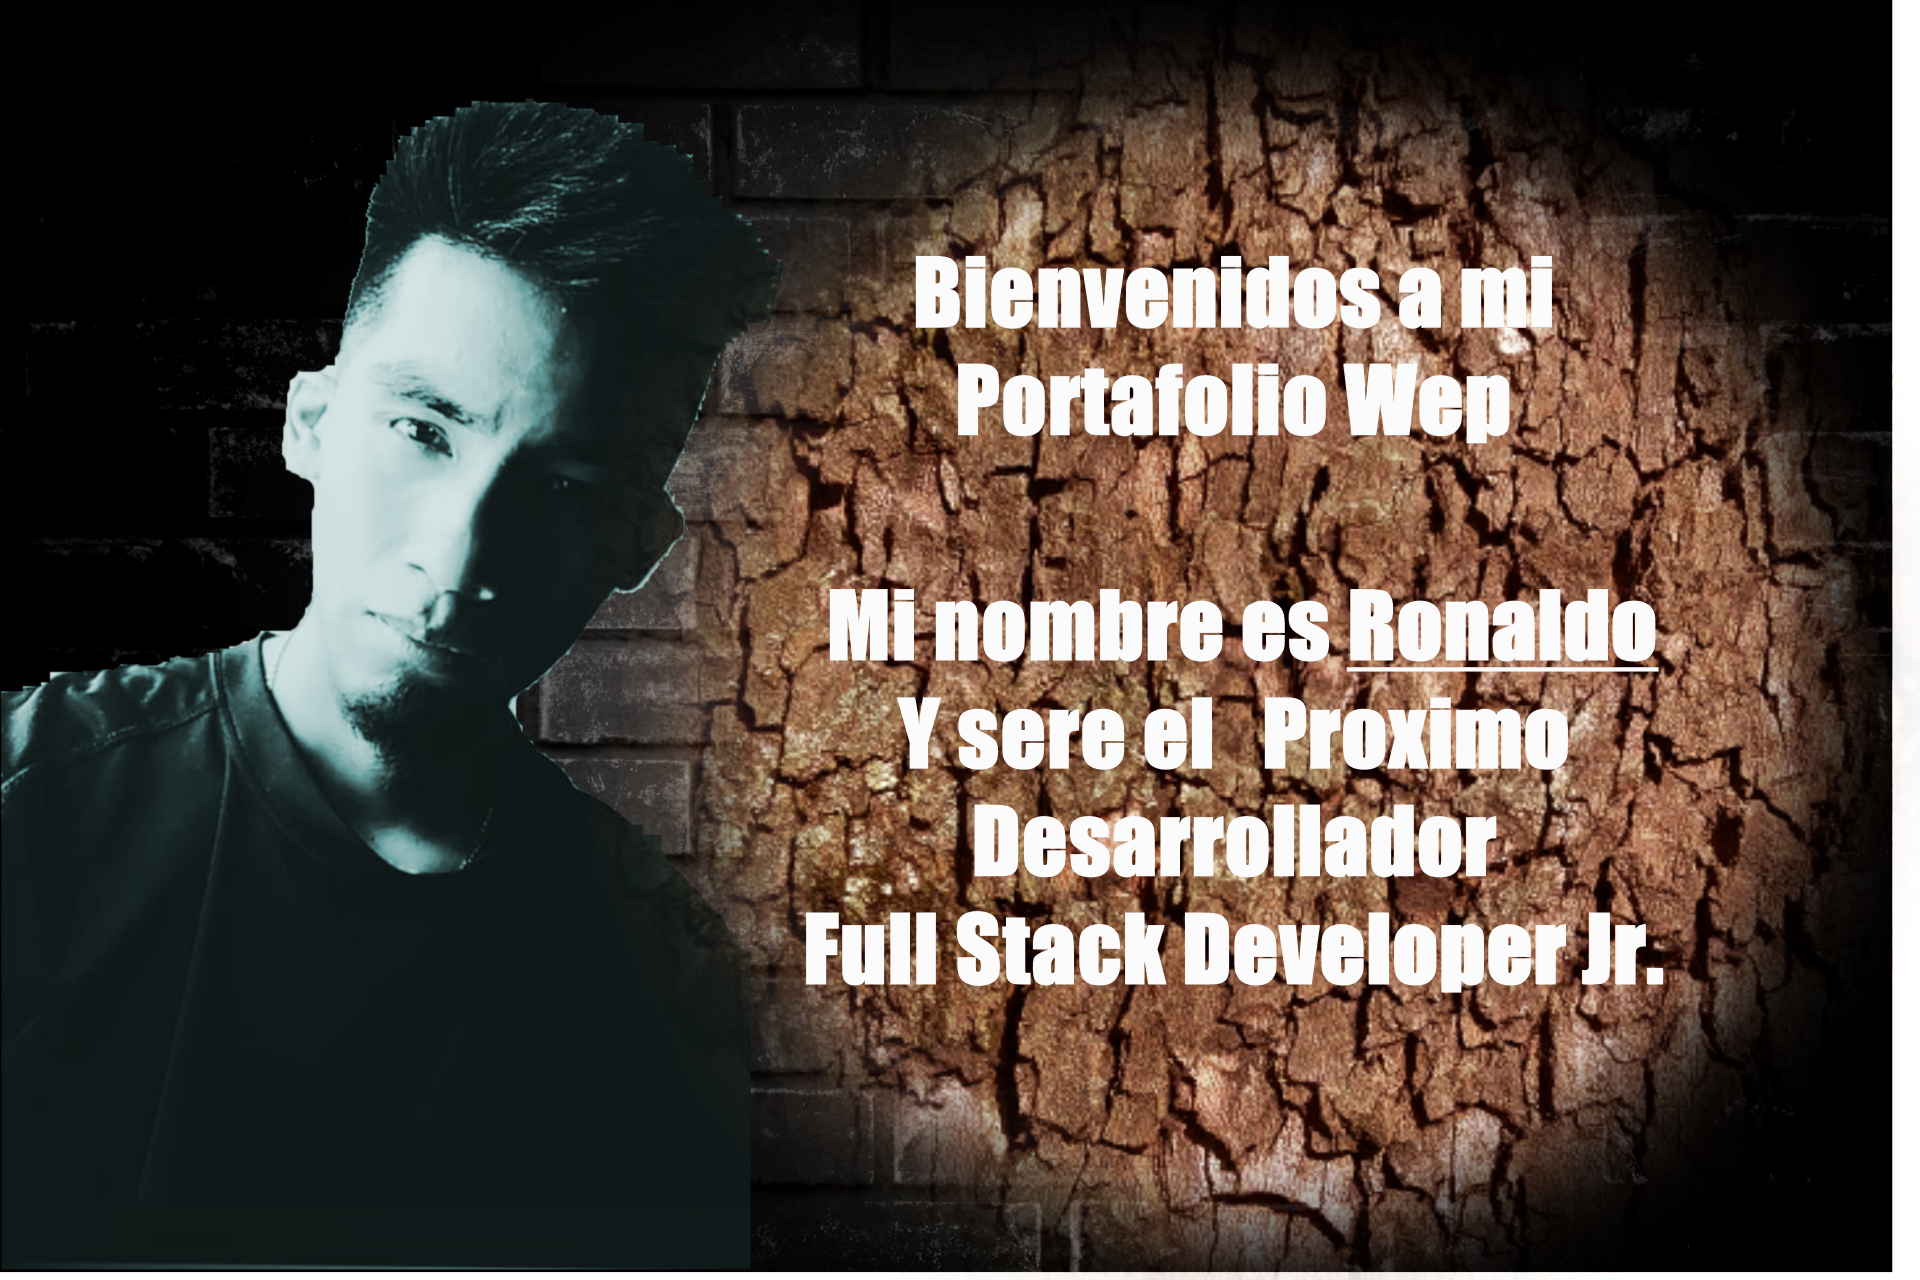 Bienvenidos a mi
Portafolio Wep
Mi nombre es Ronaldo
Y sere el Proximo
Desarrollador
Full Stack Developer Jr.